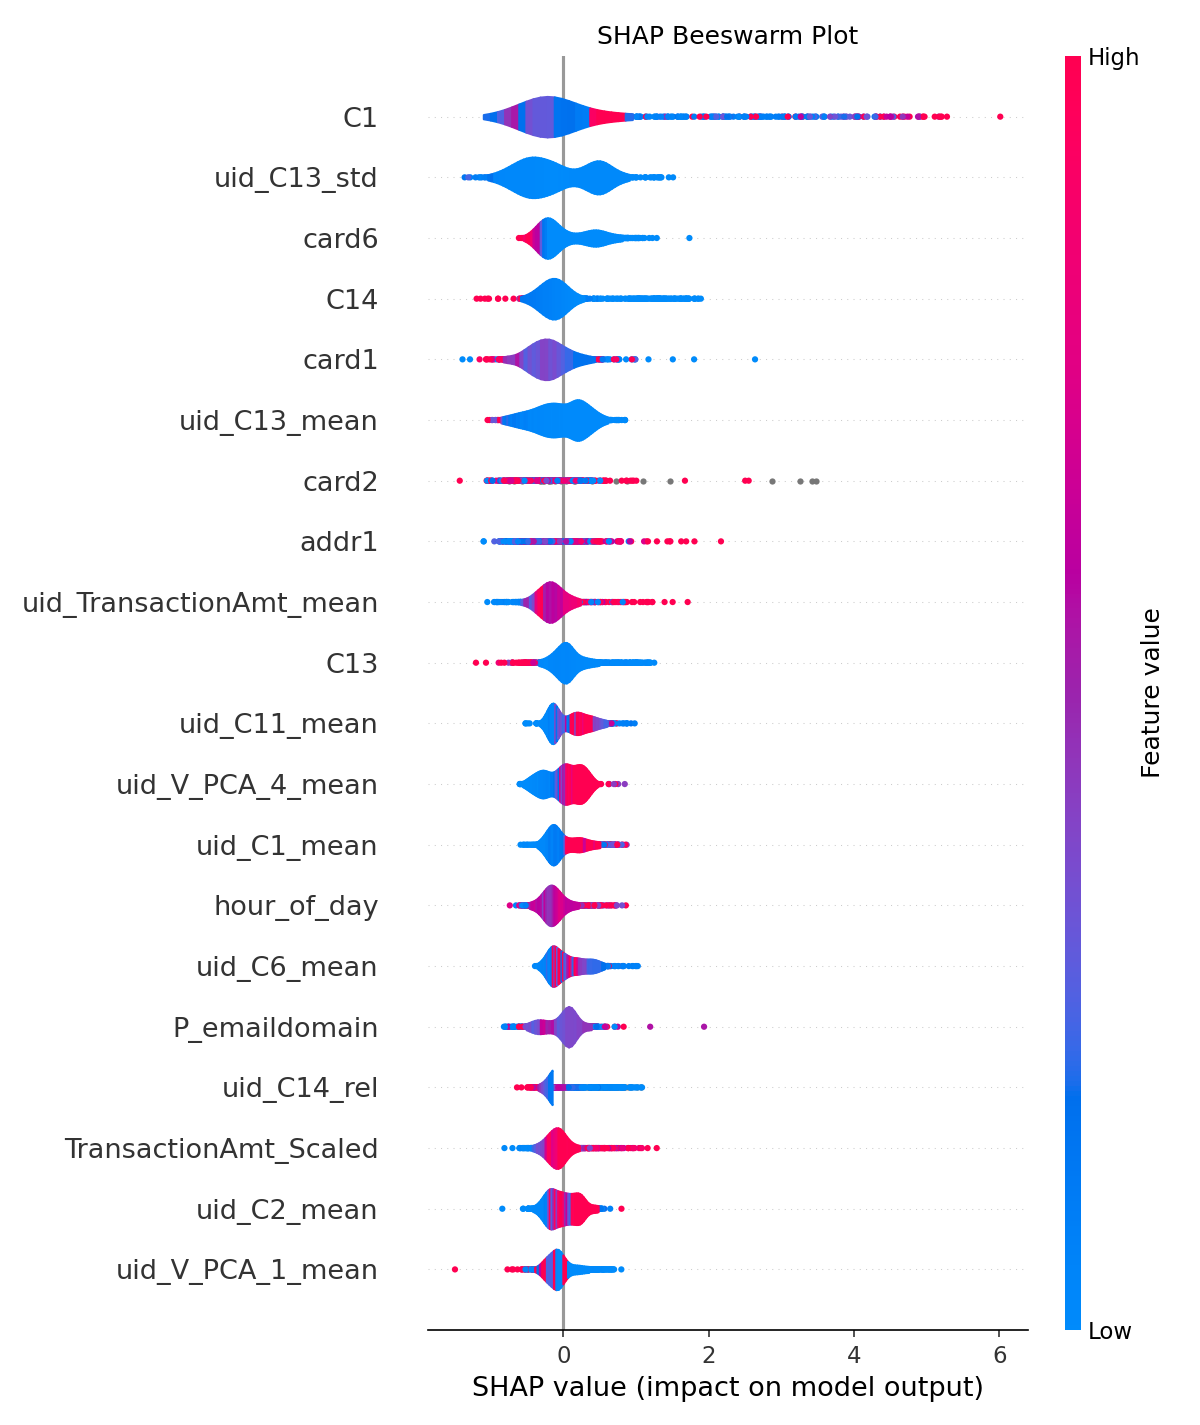 SHAP Beeswarm Plot
High
C1
uid_C13_std
card6
C14
card1
uid_C13_mean
card2
addr1
uid_TransactionAmt_mean
C13
uid_C11_mean
uid_V_PCA_4_mean
uid_C1_mean
hour_of_day
uid_C6_mean
P_emaildomain
uid_C14_rel
TransactionAmt_Scaled
uid_C2_mean
uid_V_PCA_1_mean
Feature value
Low
0 2 4 6
SHAP value (impact on model output)